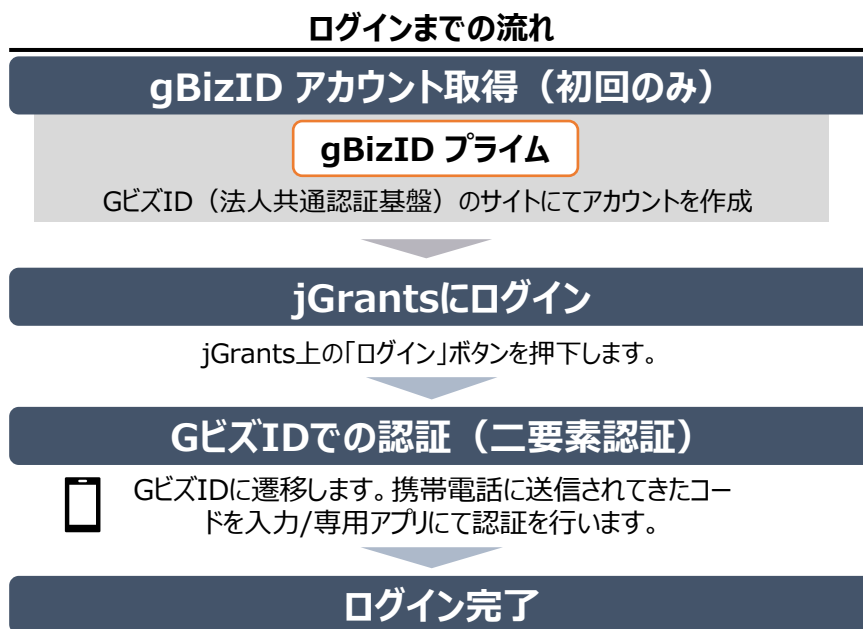 ログインまでの流れ
gBizID アカウント取得（初回のみ）
gBizID プライム
GビズID（法人共通認証基盤）のサイトにてアカウントを作成
jGrantsにログイン
jGrants上の「ログイン」ボタンを押下します。
GビズIDでの認証（二要素認証）
GビズIDに遷移します。携帯電話に送信されてきたコー
ドを入力/専用アプリにて認証を行います。
ログイン完了